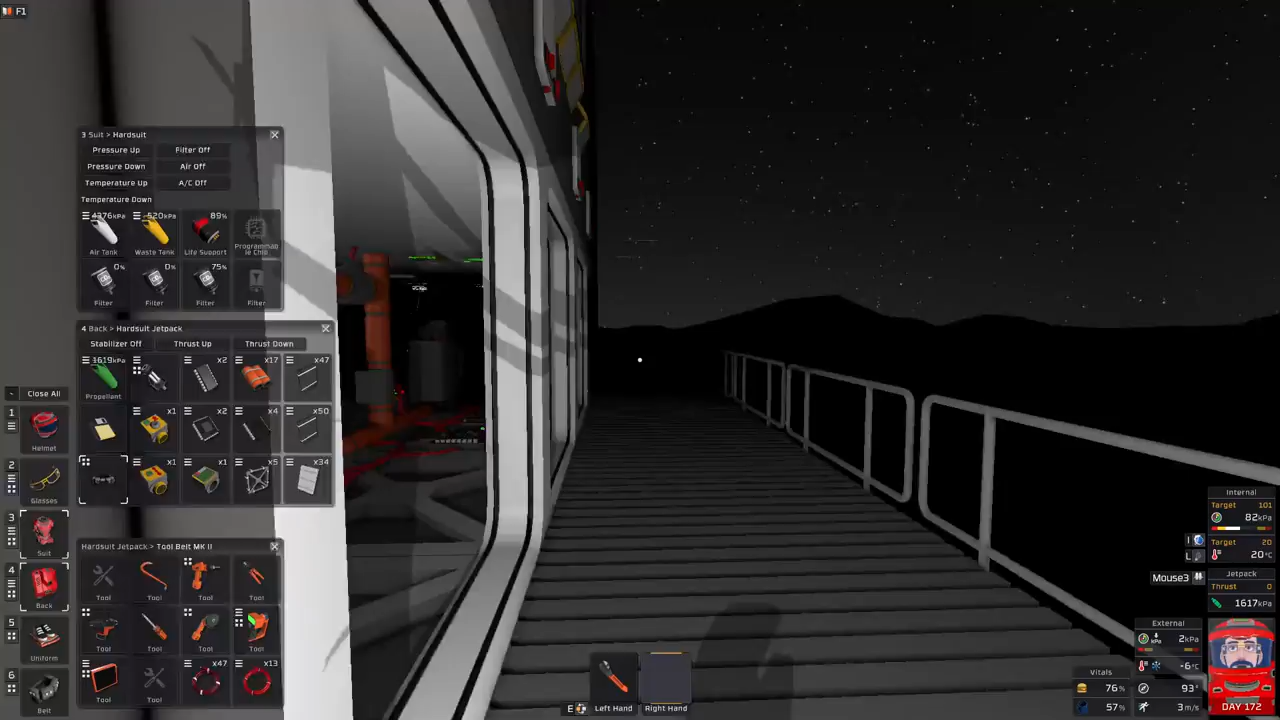 F1
3 Suit > Hardsuit
Pressure Up
Filter Off
Pressure Down
Air Off
Temperature Up
A/C Off
Temperature Down
4376kPa
520kPa
89%
Air Tank
Waste Tank
Life Support
Programmab
le Chip
0%
0%
75%
Filter
Filter
Filter
Filter
4 Back > Hardsuit Jetpack
Stabilizer Off
Thrust Up
Thrust Down
1619kPa
x2
x17
x47
Propellant
x1
x2
x4
x50
x1
x1
x5
x34
Close All
1
Helmet
2
Glasses
3
Suit
4
Back
5
Uniform
6
Belt
Hardsuit Jetpack > Tool Belt MK II
Tool
Tool
Tool
Tool
Tool
Tool
Tool
Tool
x47
x13
Tool
Tool
E
Left Hand
Right Hand
Internal
Target 101
82kPa
Target 20
20°C
L
Jetpack
Mouse3
Thrust 0
1617kPa
External
2kPa
-6°C
Vitals
76%
93°
57%
3m/s
DAY 172